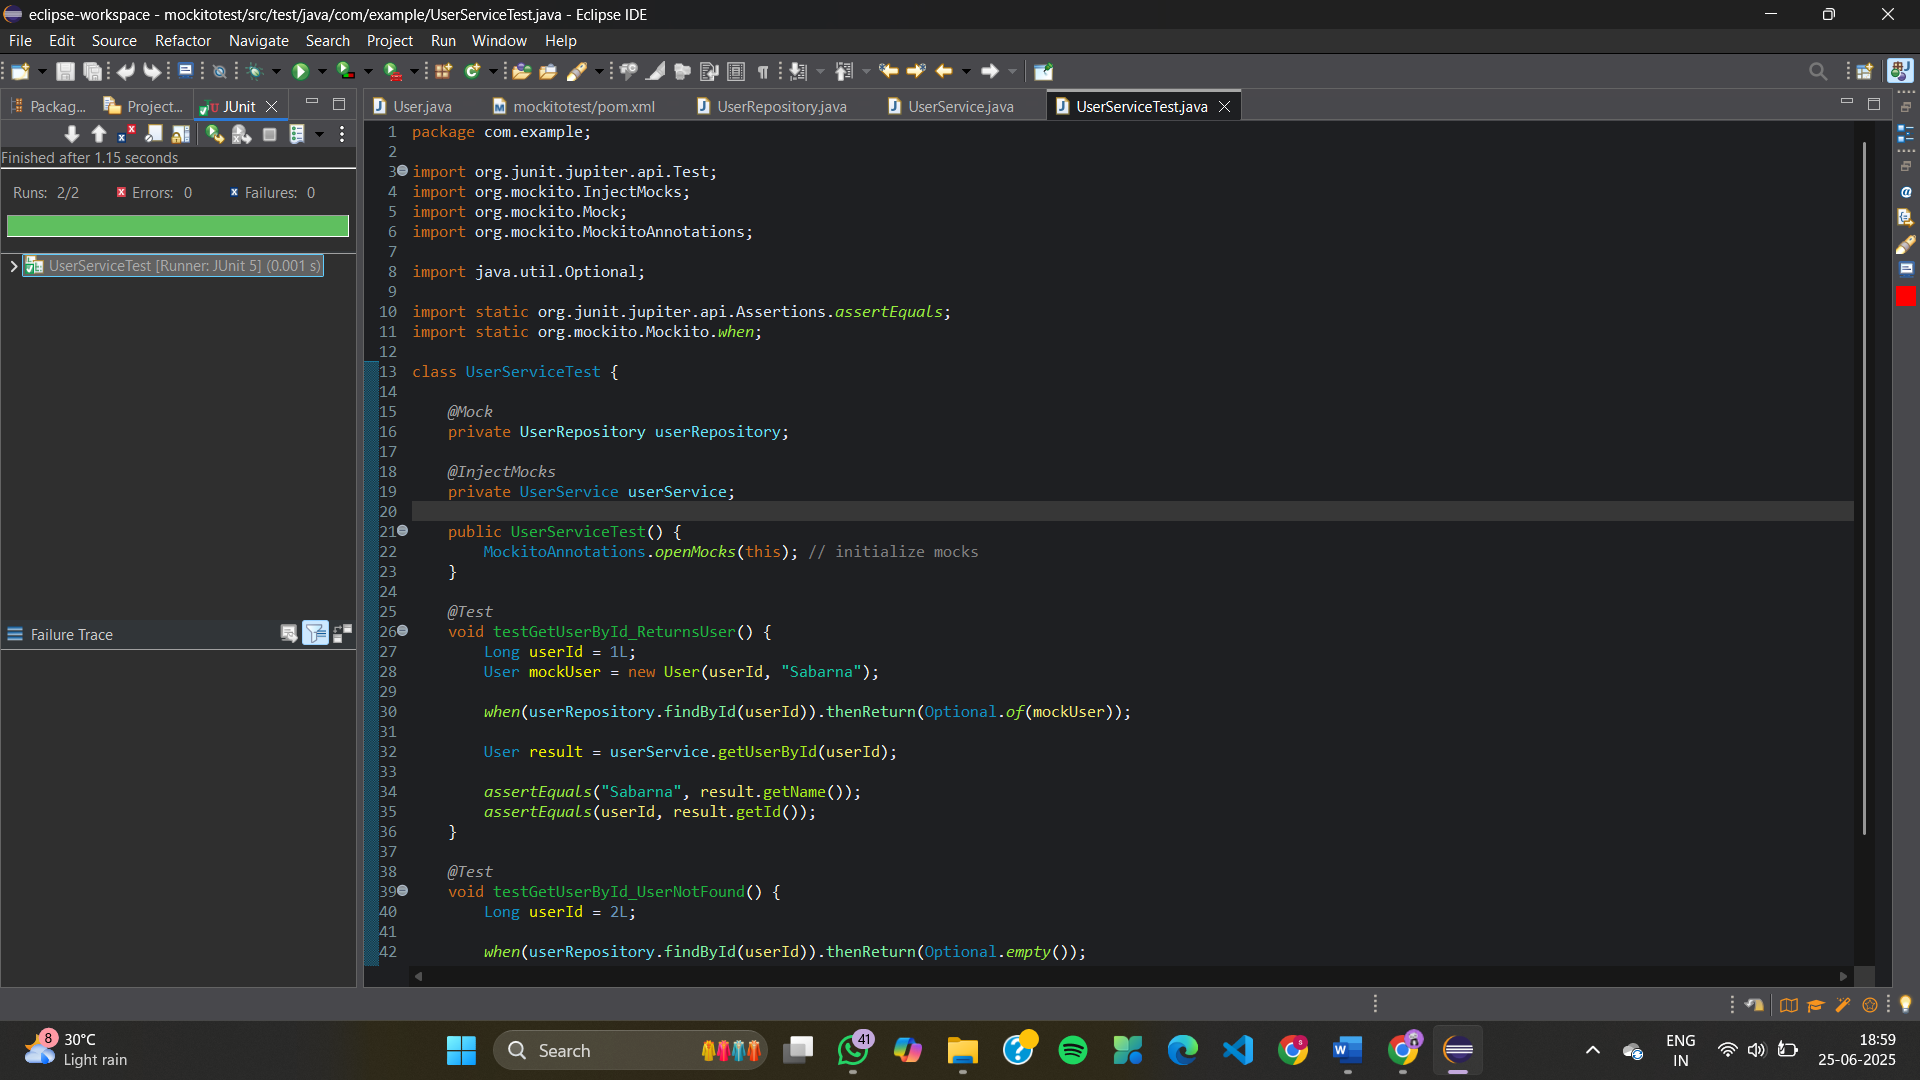 eclipse-workspace - mockitotest/src/test/java/com/example/UserServiceTest.java - Eclipse IDE
File Edit Source Refactor Navigate Search Project Run Window Help
Packag... Project... JUnit
User.java mockitotest/pom.xml UserRepository.java UserService.java UserServiceTest.java
Finished after 1.15 seconds
Runs: 2/2 Errors: 0 Failures: 0
UserServiceTest [Runner: JUnit 5] (0.001 s)
Failure Trace
1 package com.example;
2
3 import org.junit.jupiter.api.Test;
4 import org.mockito.InjectMocks;
5 import org.mockito.Mock;
6 import org.mockito.MockitoAnnotations;
7
8 import java.util.Optional;
9
10 import static org.junit.jupiter.api.Assertions.assertEquals;
11 import static org.mockito.Mockito.when;
12
13 class UserServiceTest {
14
15 @Mock
16 private UserRepository userRepository;
17
18 @InjectMocks
19 private UserService userService;
20
21 public UserServiceTest() {
22 MockitoAnnotations.openMocks(this); // initialize mocks
23 }
24
25 @Test
26 void testGetUserById_ReturnsUser() {
27 Long userId = 1L;
28 User mockUser = new User(userId, "Sabarna");
29
30 when(userRepository.findById(userId)).thenReturn(Optional.of(mockUser));
31
32 User result = userService.getUserById(userId);
33
34 assertEquals("Sabarna", result.getName());
35 assertEquals(userId, result.getId());
36 }
37
38 @Test
39 void testGetUserById_UserNotFound() {
40 Long userId = 2L;
41
42 when(userRepository.findById(userId)).thenReturn(Optional.empty());
8
30°C
Light rain
Search
41
ENG
IN
18:59
25-06-2025